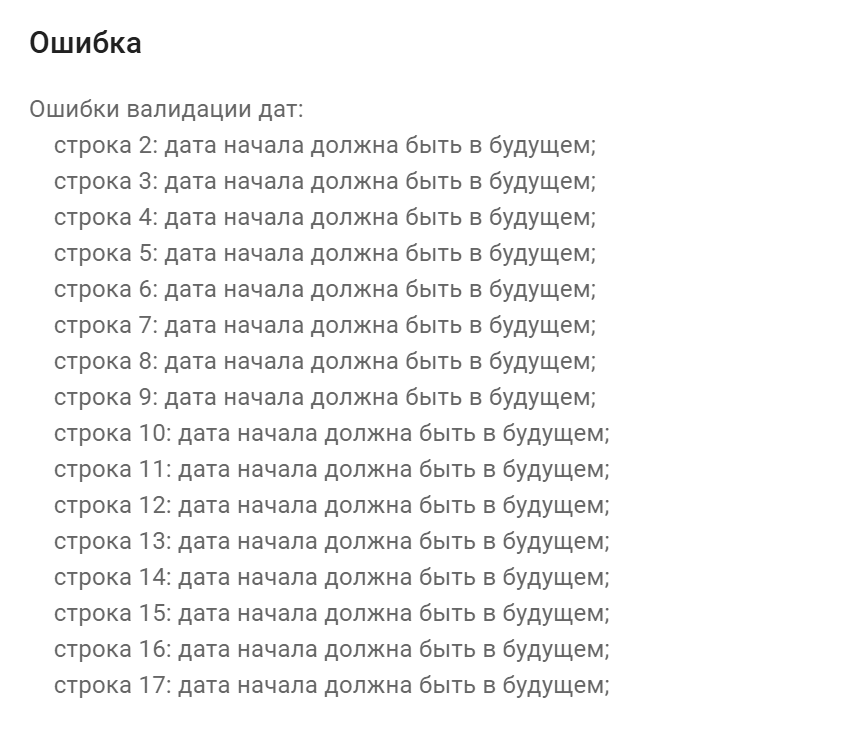 Ошибка
Ошибки валидации дат:
строка 2: дата начала должна быть в будущем;
строка 3: дата начала должна быть в будущем;
строка 4: дата начала должна быть в будущем;
строка 5: дата начала должна быть в будущем;
строка 6: дата начала должна быть в будущем;
строка 7: дата начала должна быть в будущем;
строка 8: дата начала должна быть в будущем;
строка 9: дата начала должна быть в будущем;
строка 10: дата начала должна быть в будущем;
строка 11: дата начала должна быть в будущем;
строка 12: дата начала должна быть в будущем;
строка 13: дата начала должна быть в будущем;
строка 14: дата начала должна быть в будущем;
строка 15: дата начала должна быть в будущем;
строка 16: дата начала должна быть в будущем;
строка 17: дата начала должна быть в будущем;